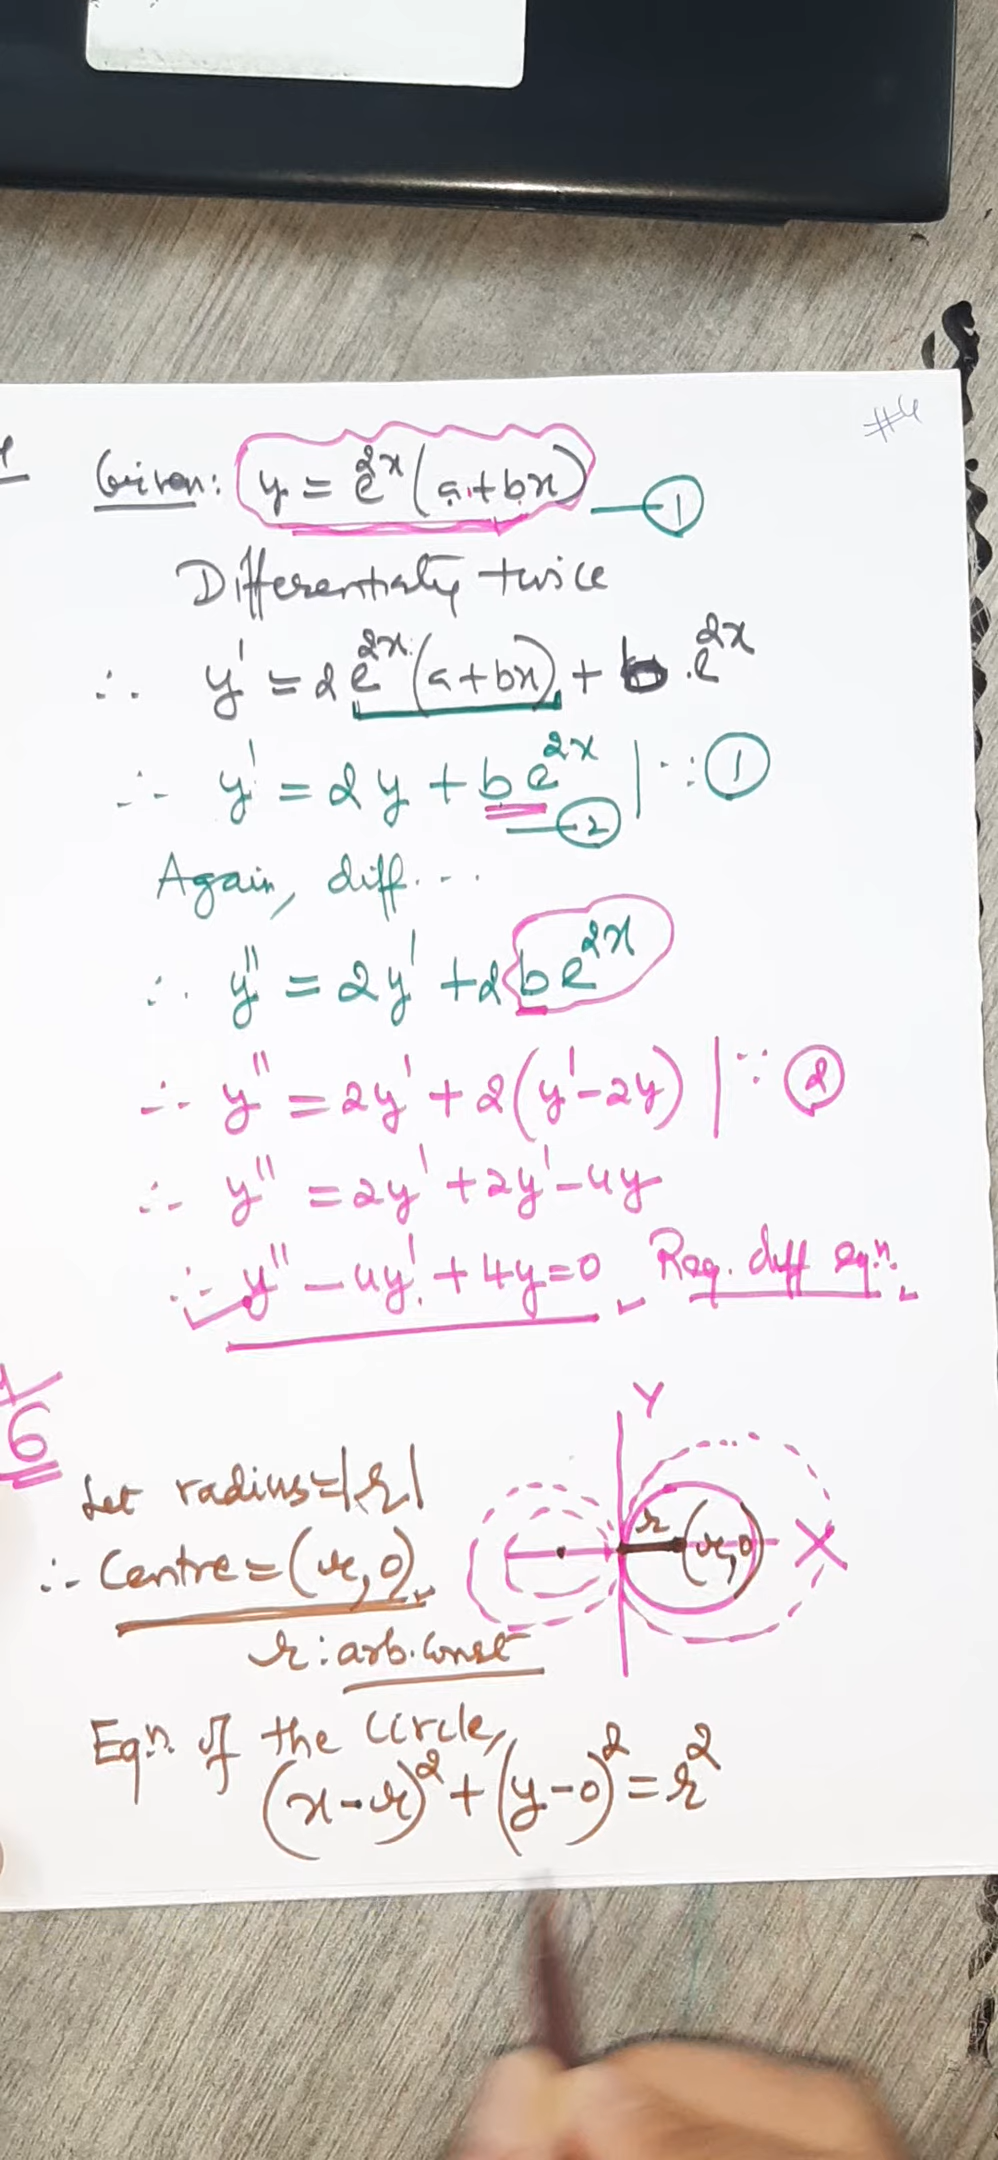 #4
Given: y = e^2x (a+bx) —①
Differentiatg twice
∴ y' = 2e^2x (a+bx) + b . e^2x
∴ y' = 2y + be^2x | ∵ ①
—②
Again, diff...
∴ y'' = 2y' + 2be^2x
∴ y'' = 2y' + 2(y'-2y) | ∵ ②
∴ y'' = 2y' + 2y' - 4y
∴ y'' - 4y' + 4y = 0 Req. diff eqn.
6
Y
Let radius = |r|
r (r,0) X
∴ Centre = (r,0)
r : arb. const
Eqn. of the circle,
(x-r)² + (y-0)² = r²